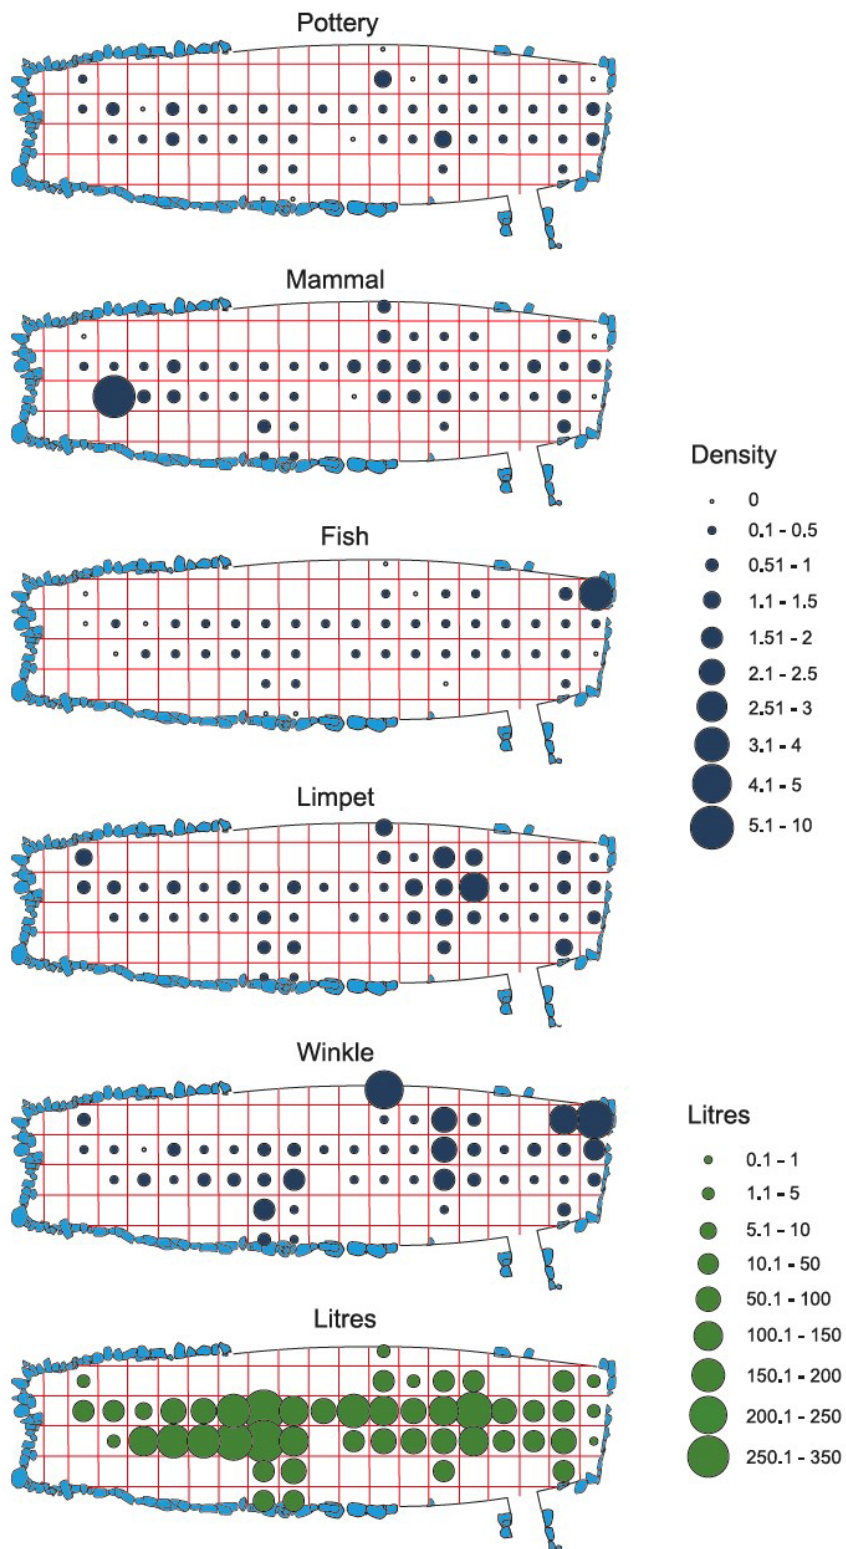 Pottery
Mammal
Fish
Limpet
Winkle
Litres
Density
0
0.1 - 0.5
0.51 - 1
1.1 - 1.5
1.51 - 2
2.1 - 2.5
2.51 - 3
3.1 - 4
4.1 - 5
5.1 - 10
Litres
0.1 - 1
1.1 - 5
5.1 - 10
10.1 - 50
50.1 - 100
100.1 - 150
150.1 - 200
200.1 - 250
250.1 - 350